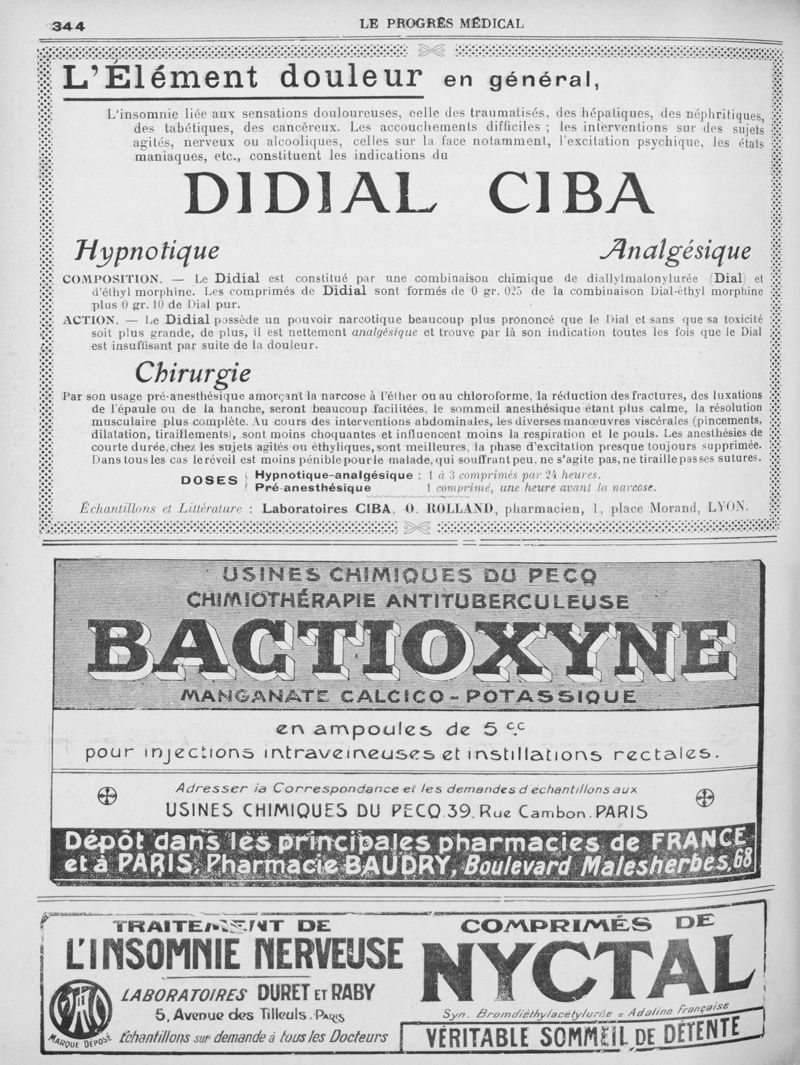 344
LE PROGRÈS MÉDICAL
L'Élément douleur en général,
L'insomnie liée aux sensations douloureuses, celle des traumatisés, des hépatiques, des néphritiques,
des tabétiques, des cancéreux. Les accouchements difficiles ; les interventions sur des sujets
agités, nerveux ou alcooliques, celles sur la face notamment, l'excitation psychique, les états
maniaques, etc., constituent les indications du
DIDIAL CIBA
Hypnotique Analgésique
COMPOSITION. — Le Didial est constitué par une combinaison chimique de diallylmalonylurée (Dial) et
d'éthyl morphine. Les comprimés de Didial sont formés de 0 gr. 025 de la combinaison Dial-éthyl morphine
plus 0 gr. 10 de Dial pur.
ACTION. — Le Didial possède un pouvoir narcotique beaucoup plus prononcé que le Dial et sans que sa toxicité
soit plus grande, de plus, il est nettement analgésique et trouve par là son indication toutes les fois que le Dial
est insuffisant par suite de la douleur.
Chirurgie
Par son usage pré-anesthésique amorçant la narcose à l'éther ou au chloroforme, la réduction des fractures, des luxations
de l'épaule ou de la hanche, seront beaucoup facilitées, le sommeil anesthésique étant plus calme, la résolution
musculaire plus complète. Au cours des interventions abdominales, les diverses manœuvres viscérales (pincements,
dilatation, tiraillements), sont moins choquantes et influencent moins la respiration et le pouls. Les anesthésies de
courte durée, chez les sujets agités ou éthyliques, sont meilleures, la phase d'excitation presque toujours supprimée.
Dans tous les cas le réveil est moins pénible pour le malade, qui souffrant peu, ne s'agite pas, ne tiraille pas ses sutures.
DOSES
Hypnotique-analgésique : 1 à 3 comprimés par 24 heures.
Pré-anesthésique 1 comprimé, une heure avant la narcose.
Échantillons et Littérature : Laboratoires CIBA, O. ROLLAND, pharmacien, 1, place Morand, LYON.
USINES CHIMIQUES DU PECQ
CHIMIOTHÉRAPIE ANTITUBERCULEUSE
BACTIOXYNE
MANGANATE CALCICO-POTASSIQUE
en ampoules de 5 c.c
pour injections intraveineuses et instillations rectales.
Adresser la Correspondance et les demandes d'echantillons aux
USINES CHIMIQUES DU PECQ. 39, Rue Cambon. PARIS
Dépôt dans les principales pharmacies de FRANCE
et à PARIS, Pharmacie BAUDRY, Boulevard Malesherbes, 68
TRAITEMENT DE
L'INSOMNIE NERVEUSE
LABORATOIRES DURET ET RABY
5, Avenue des Tilleuls. PARIS
Échantillons sur demande à tous les Docteurs
MARQUE DÉPOSÉ
COMPRIMÉS DE
NYCTAL
Syn. Bromdiéthylacétylurée = Adaline Française
VÉRITABLE SOMMEIL DE DÉTENTE